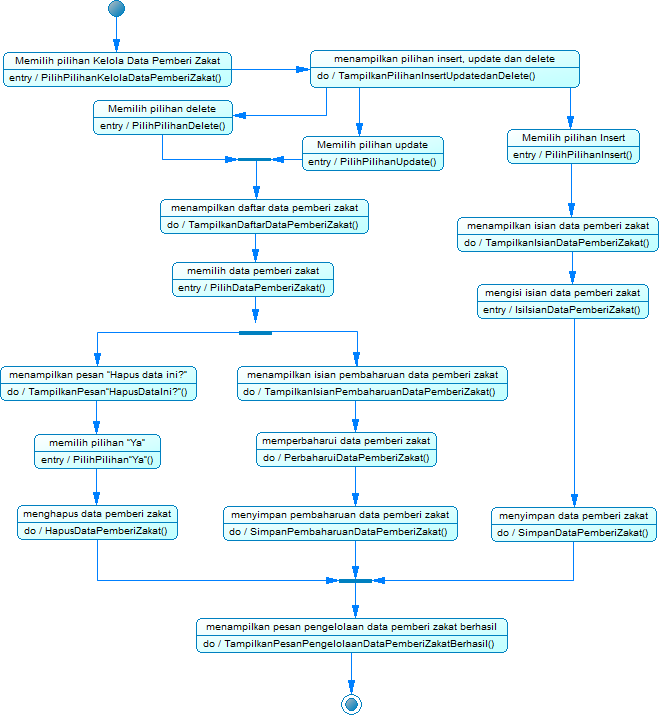 Memilih pilihan Kelola Data Pemberi Zakat
entry / PilihPilihanKelolaDataPemberiZakat()
menampilkan pilihan insert, update dan delete
do / TampilkanPilihanInsertUpdatedanDelete()
Memilih pilihan delete
entry / PilihPilihanDelete()
Memilih pilihan update
entry / PilihPilihanUpdate()
Memilih pilihan Insert
entry / PilihPilihanInsert()
menampilkan daftar data pemberi zakat
do / TampilkanDaftarDataPemberiZakat()
menampilkan isian data pemberi zakat
do / TampilkanIsianDataPemberiZakat()
memilih data pemberi zakat
entry / PilihDataPemberiZakat()
mengisi isian data pemberi zakat
entry / IsiIsianDataPemberiZakat()
menampilkan pesan "Hapus data ini?"
do / TampilkanPesan"HapusDataIni?"()
menampilkan isian pembaharuan data pemberi zakat
do / TampilkanIsianPembaharuanDataPemberiZakat()
memilih pilihan "Ya"
entry / PilihPilihan"Ya"()
memperbaharui data pemberi zakat
do / PerbaharuiDataPemberiZakat()
menghapus data pemberi zakat
do / HapusDataPemberiZakat()
menyimpan pembaharuan data pemberi zakat
do / SimpanPembaharuanDataPemberiZakat()
menyimpan data pemberi zakat
do / SimpanDataPemberiZakat()
menampilkan pesan pengelolaan data pemberi zakat berhasil
do / TampilkanPesanPengelolaanDataPemberiZakatBerhasil()